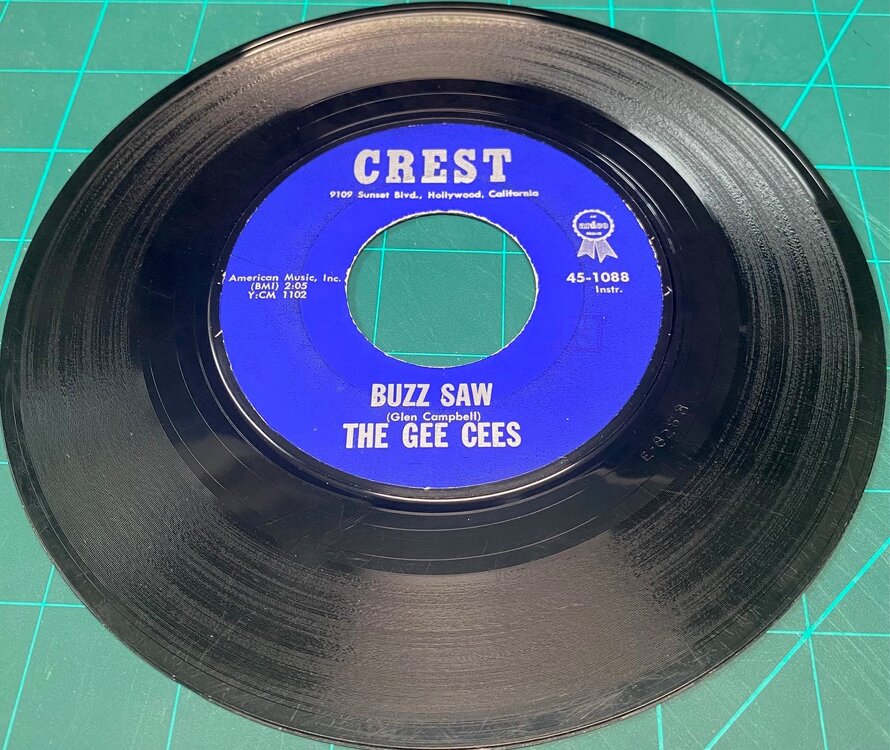 CREST
9109 Sunset Blvd., Hollywood, California
American Music, Inc.
(BMI) 2:05
Y:CM 1102
45-1088
Instr.
BUZZ SAW
(Glen Campbell)
THE GEE CEES